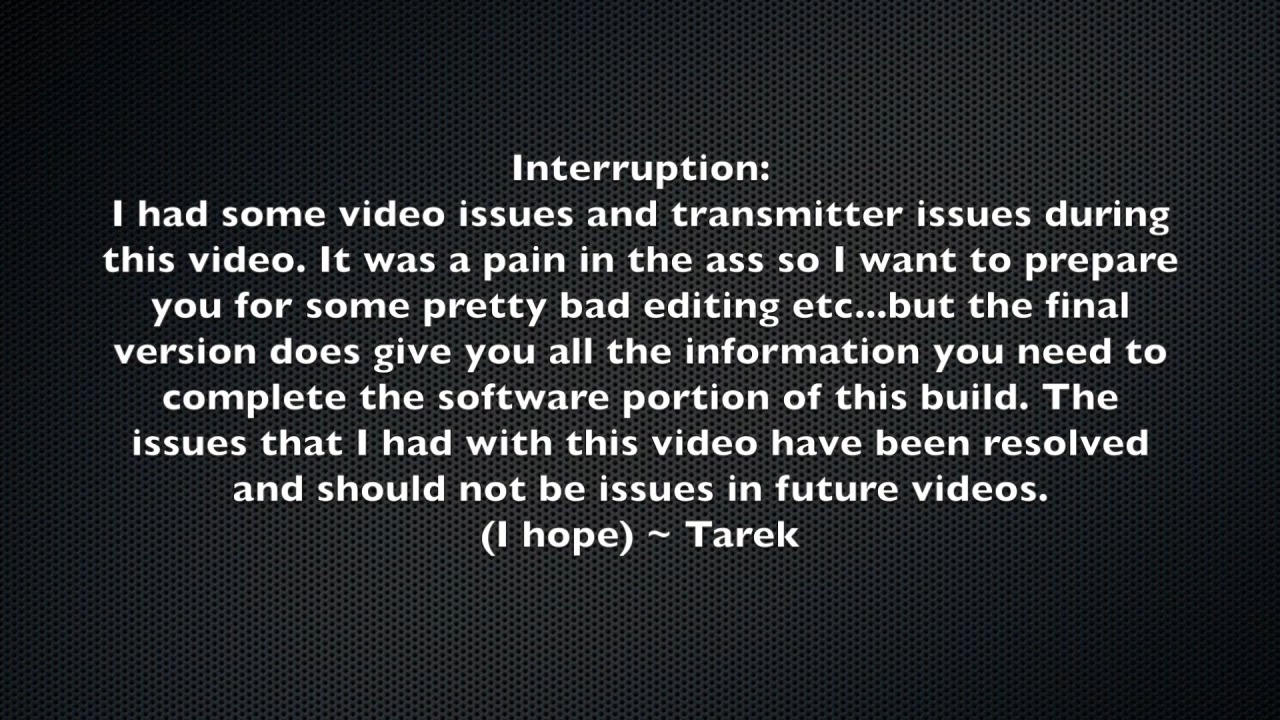 Interruption:
I had some video issues and transmitter issues during
this video. It was a pain in the ass so I want to prepare
you for some pretty bad editing etc...but the final
version does give you all the information you need to
complete the software portion of this build. The
issues that I had with this video have been resolved
and should not be issues in future videos.
(I hope) ~ Tarek